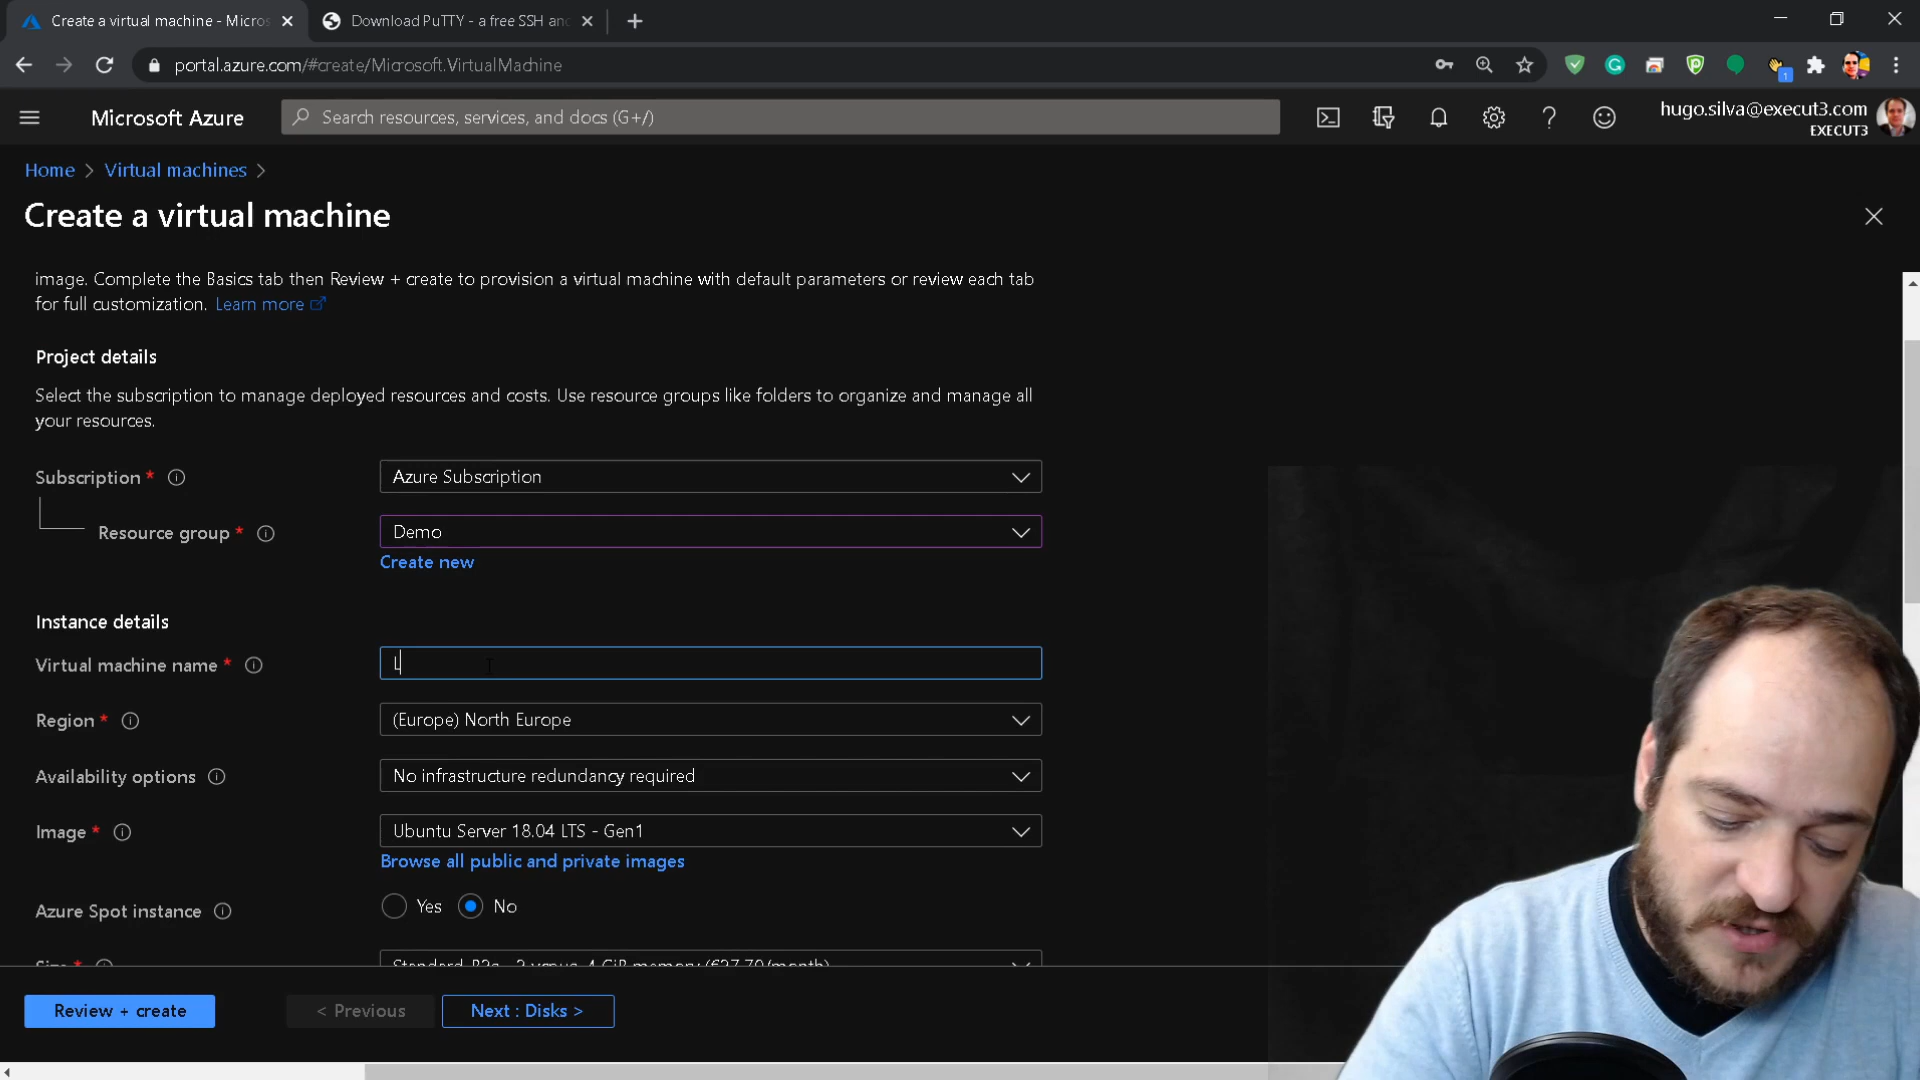 Create a virtual machine - Micros
Download PuTTY - a free SSH and
portal.azure.com/#create/Microsoft.VirtualMachine
1
Microsoft Azure
Search resources, services, and docs (G+/)
hugo.silva@execut3.com
EXECUT3
Home > Virtual machines >
Create a virtual machine
image. Complete the Basics tab then Review + create to provision a virtual machine with default parameters or review each tab
for full customization. Learn more
Project details
Select the subscription to manage deployed resources and costs. Use resource groups like folders to organize and manage all
your resources.
Subscription *
Azure Subscription
Resource group *
Demo
Create new
Instance details
Virtual machine name *
L
Region *
(Europe) North Europe
Availability options
No infrastructure redundancy required
Image *
Ubuntu Server 18.04 LTS - Gen1
Browse all public and private images
Azure Spot instance
Yes
No
Size *
Review + create
< Previous
Next : Disks >